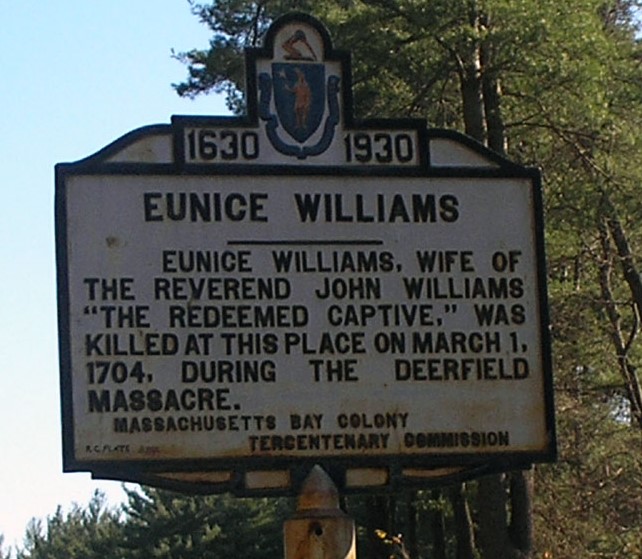 1630 1930
EUNICE WILLIAMS
EUNICE WILLIAMS, WIFE OF
THE REVEREND JOHN WILLIAMS
"THE REDEEMED CAPTIVE," WAS
KILLED AT THIS PLACE ON MARCH 1,
1704, DURING THE DEERFIELD
MASSACRE.
MASSACHUSETTS BAY COLONY
TERCENTENARY COMMISSION